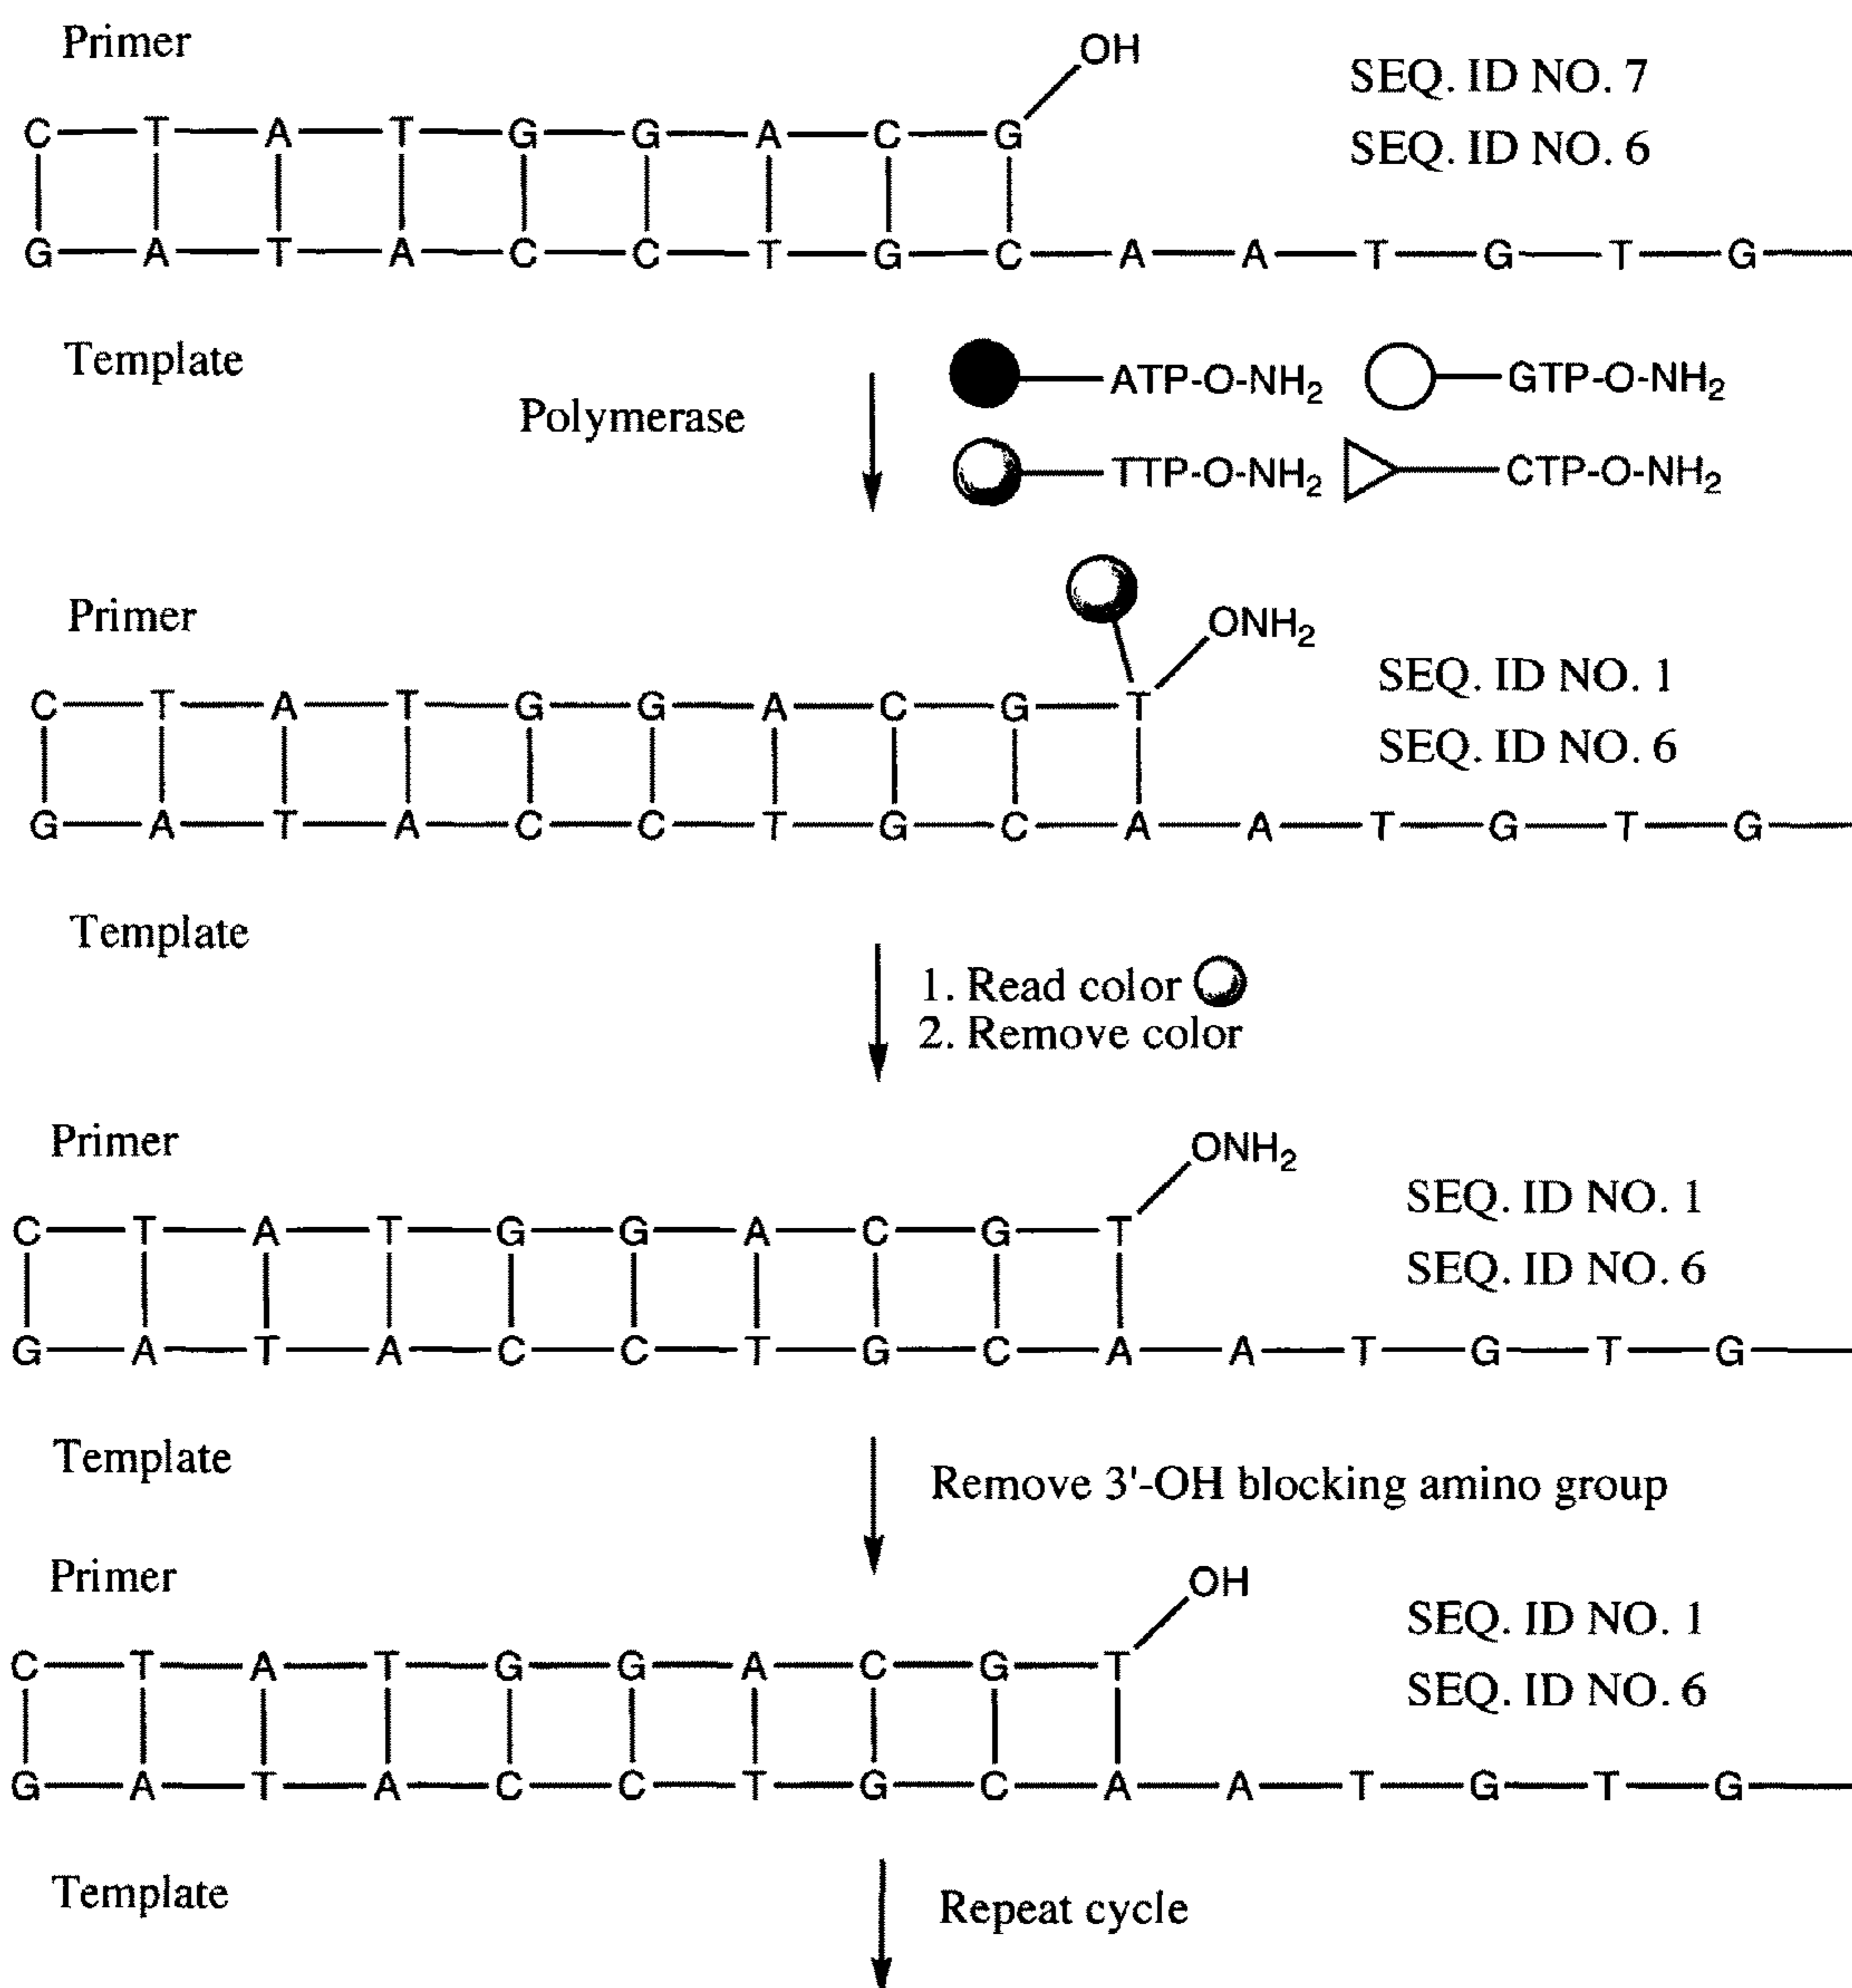 Primer
OH
SEQ. ID NO. 7
C T A T G G A C G
SEQ. ID NO. 6
G A T A C C T G C A A T G T G
Template
ATP-O-NH2 GTP-O-NH2
Polymerase
TTP-O-NH2 CTP-O-NH2
Primer
ONH2
SEQ. ID NO. 1
C T A T G G A C G T
SEQ. ID NO. 6
G A T A C C T G C A A T G T G
Template
1. Read color
2. Remove color
Primer
ONH2
SEQ. ID NO. 1
C T A T G G A C G T
SEQ. ID NO. 6
G A T A C C T G C A A T G T G
Template
Remove 3'-OH blocking amino group
Primer
OH
SEQ. ID NO. 1
C T A T G G A C G T
SEQ. ID NO. 6
G A T A C C T G C A A T G T G
Template
Repeat cycle